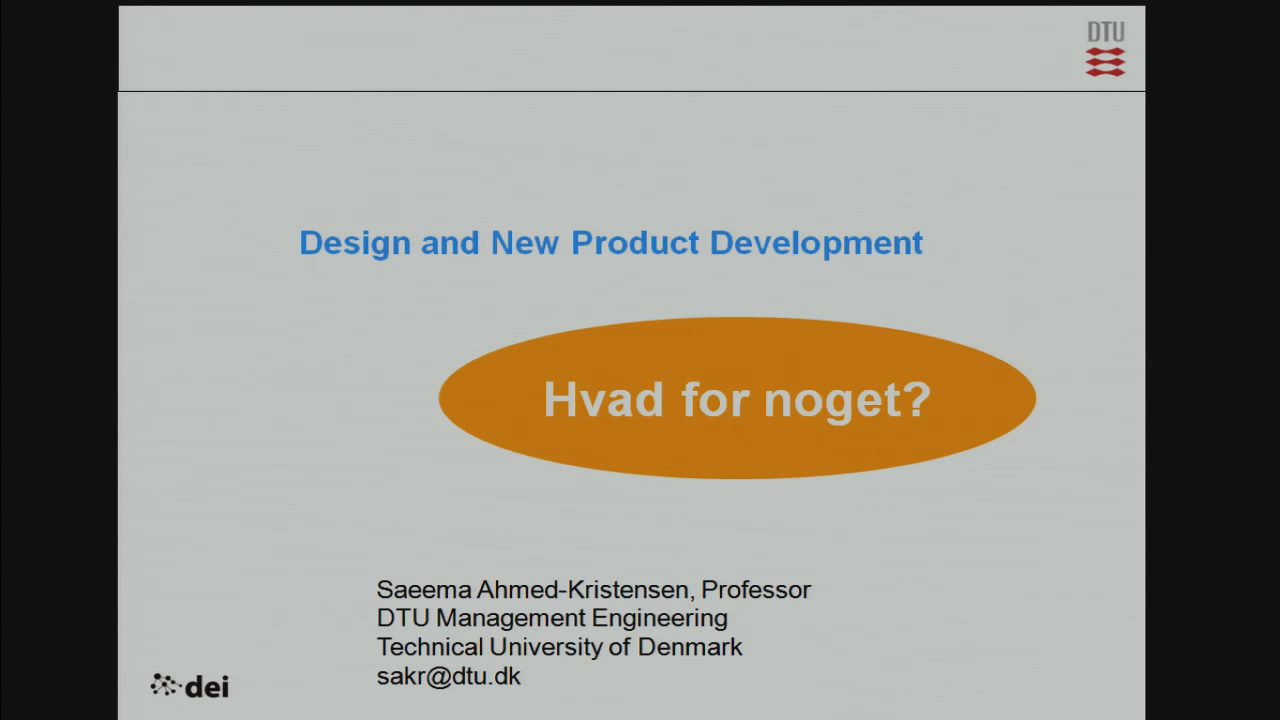 DTU
Design and New Product Development
Hvad for noget?
Saeema Ahmed-Kristensen, Professor
DTU Management Engineering
Technical University of Denmark
sakr@dtu.dk
dei